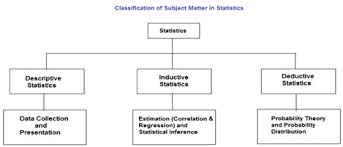 Classification of Subject Matter in Statistics
Statistics
Descriptive
Statistics
Inductive
Statistics
Deductive
Statistics
Data Collection
and
Presentation
Estimation (Correlation &
Regression) and
Statistical Inference
Probability Theory
and Probability
Distribution